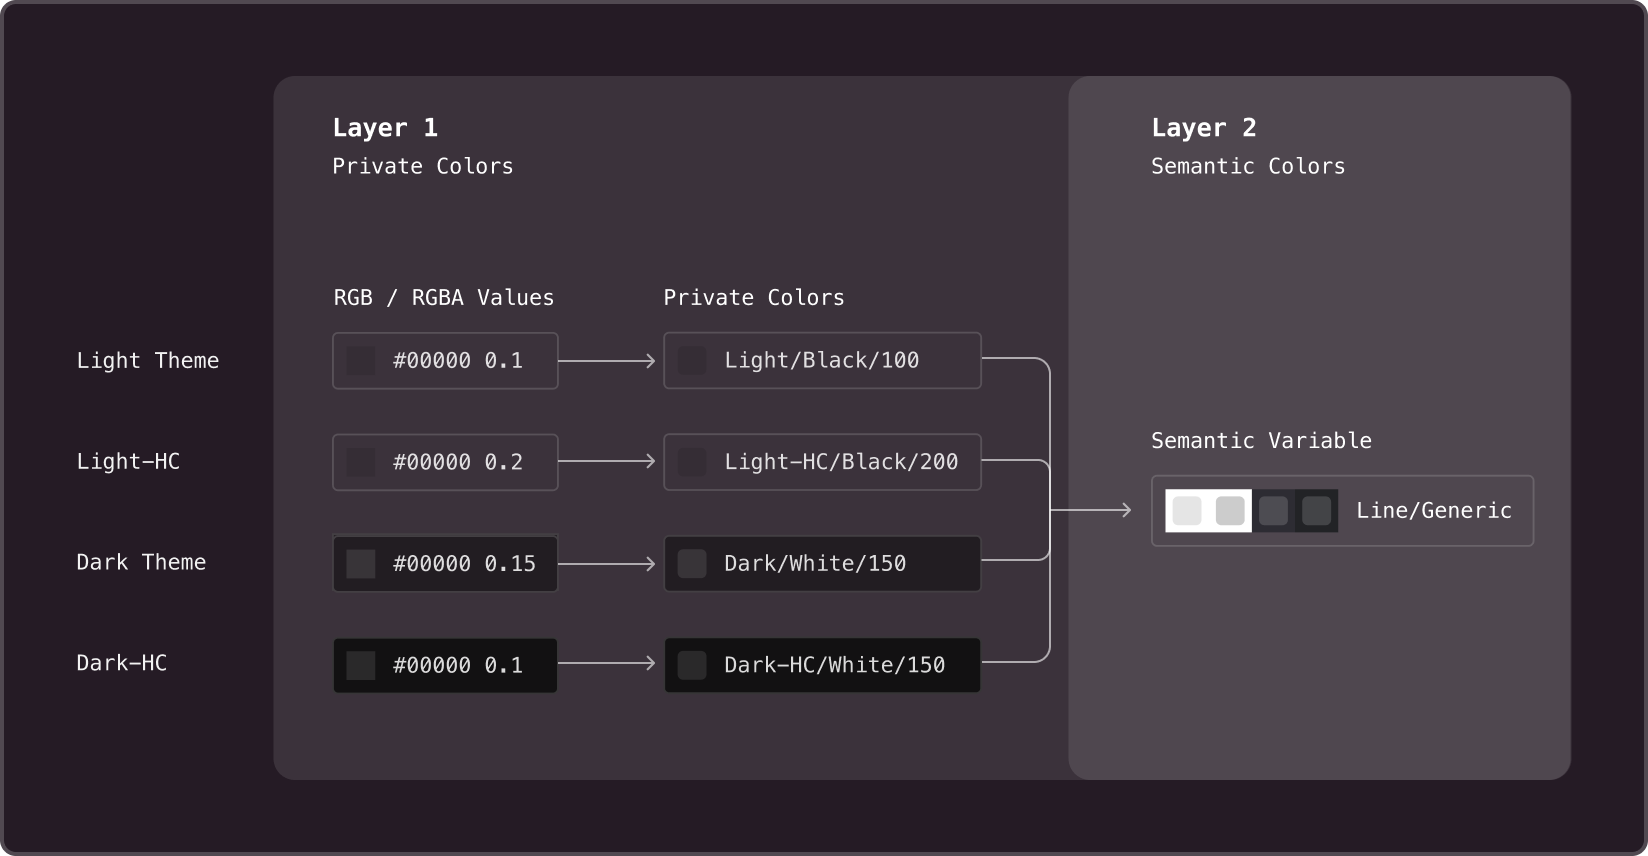 Layer 1
Private Colors
Layer 2
Semantic Colors
RGB / RGBA Values
Private Colors
Light Theme
#00000 0.1
Light/Black/100
Light-HC
#00000 0.2
Light-HC/Black/200
Semantic Variable
Line/Generic
Dark Theme
#00000 0.15
Dark/White/150
Dark-HC
#00000 0.1
Dark-HC/White/150